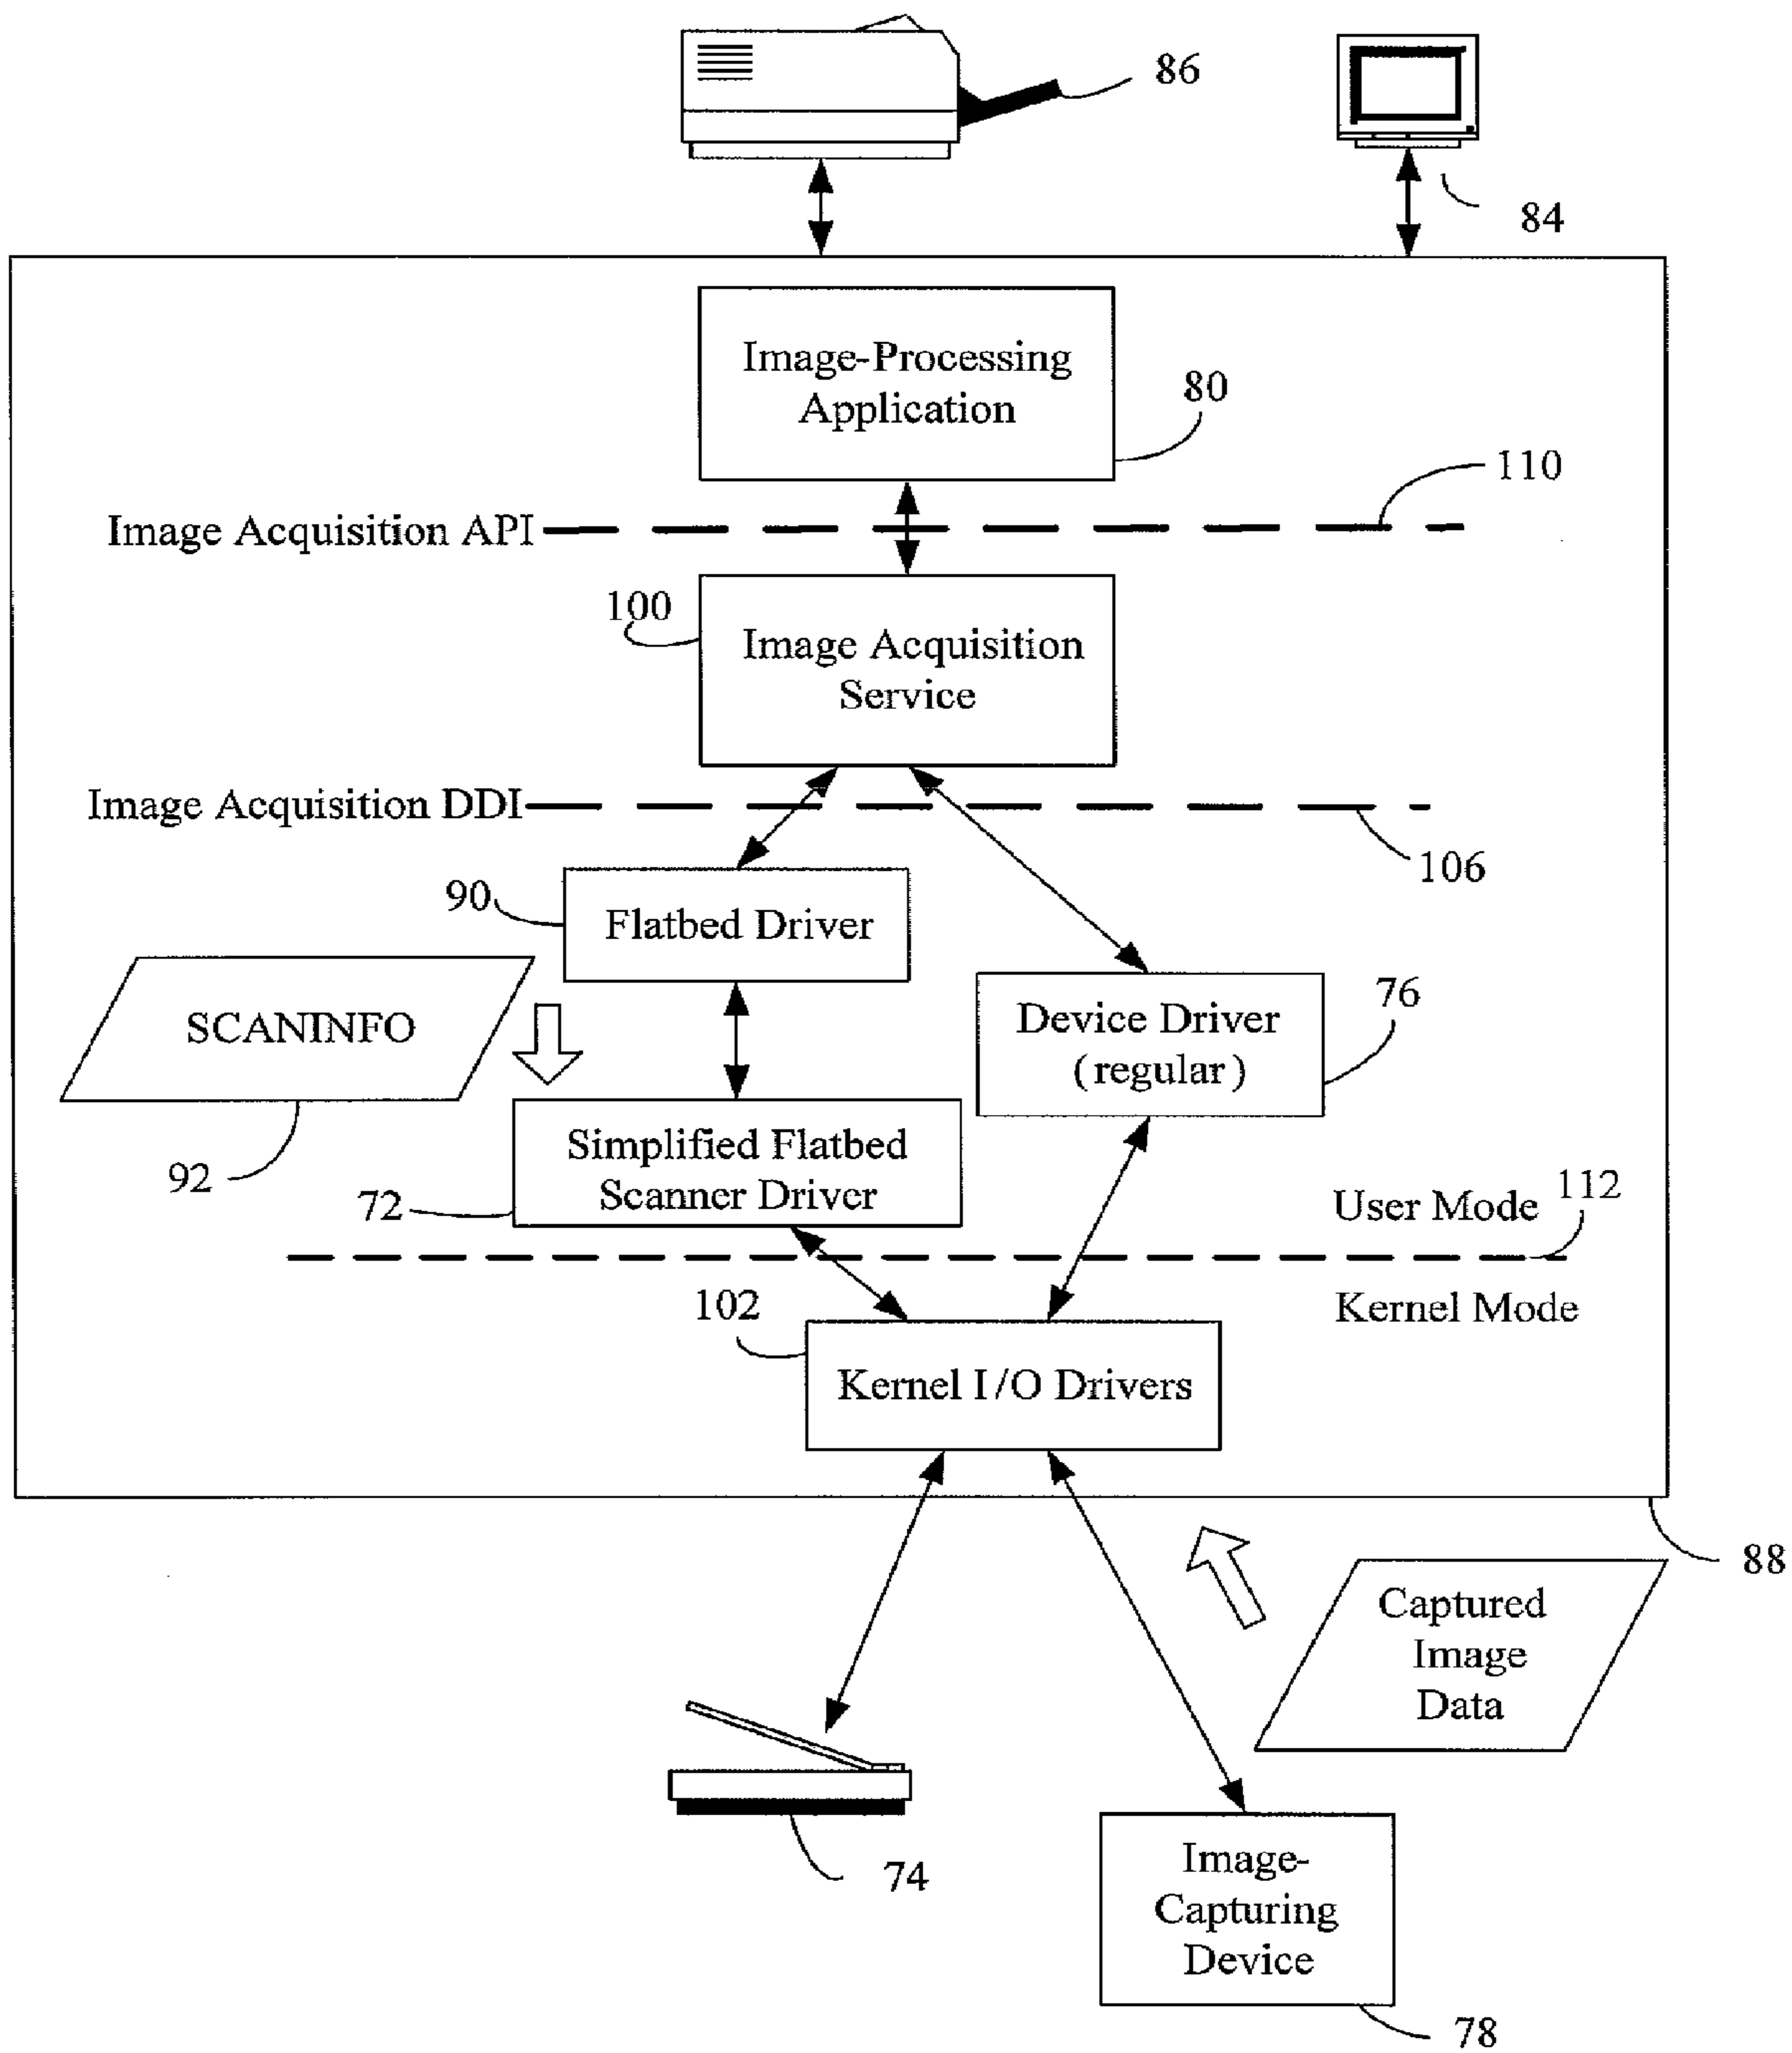 86
84
Image-Processing
Application
80
110
Image Acquisition API
100
Image Acquisition
Service
Image Acquisition DDI
106
90
Flatbed Driver
SCANINFO
76
Device Driver
(regular)
92
Simplified Flatbed
Scanner Driver
72
User Mode
112
102
Kernel Mode
Kernel I/O Drivers
88
Captured
Image
Data
74
Image-
Capturing
Device
78